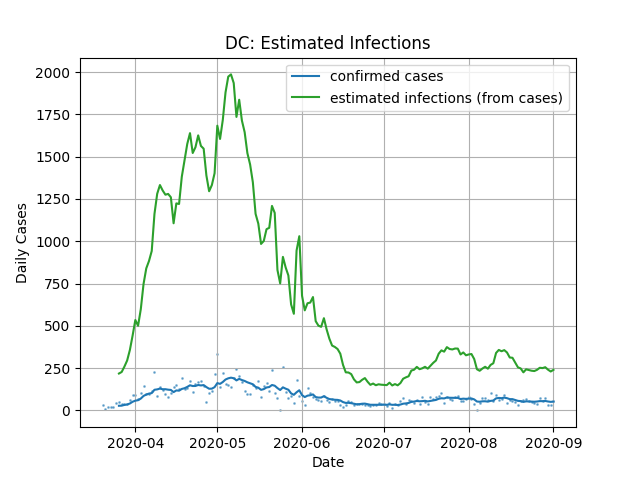 DC: Estimated Infections
confirmed cases
estimated infections (from cases)
2000
1750
1500
1250
1000
750
500
250
0
Daily Cases
2020-04 2020-05 2020-06 2020-07 2020-08 2020-09
Date